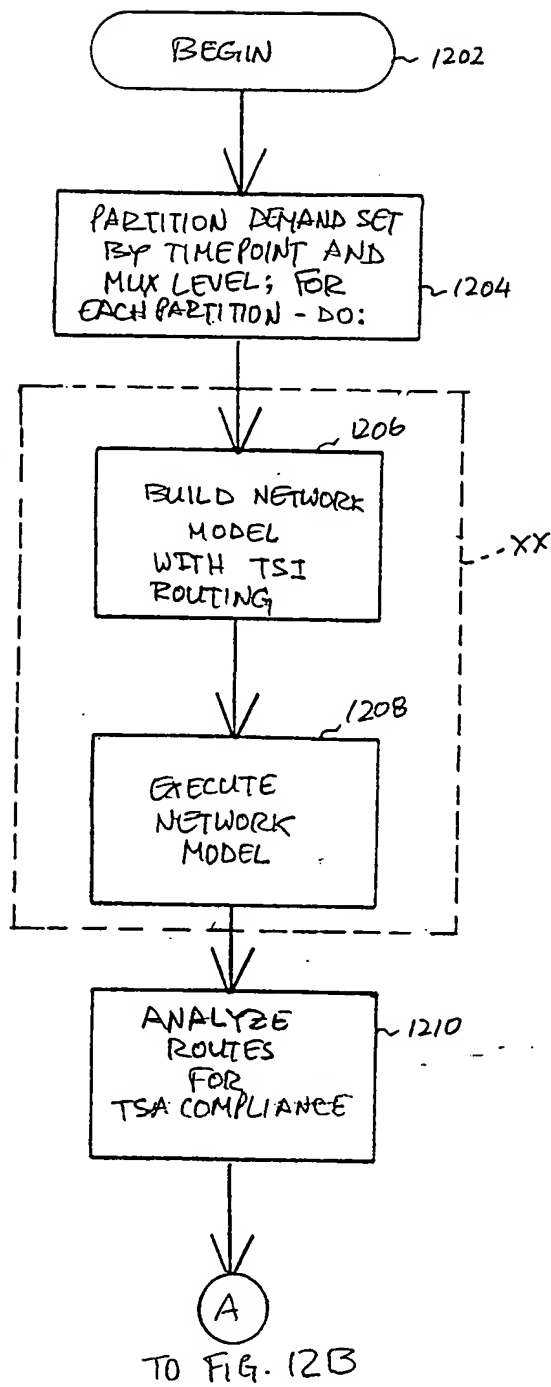 BEGIN
1202
PARTITION DEMAND SET
BY TIMEPOINT AND
MUX LEVEL; FOR
EACH PARTITION - DO:
1204
1206
BUILD NETWORK
MODEL
WITH TSI
ROUTING
XX
1208
EXECUTE
NETWORK
MODEL
ANALYZE
ROUTES
FOR
TSA COMPLIANCE
1210
A
TO FIG. 12B